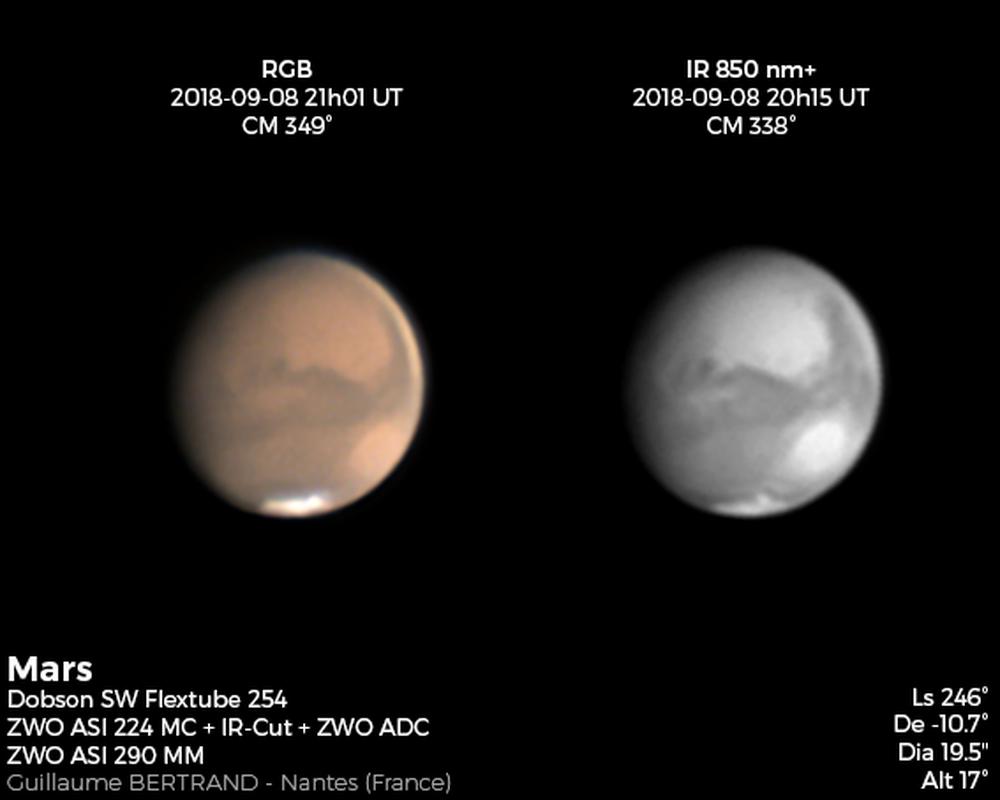 RGB
2018-09-08 21h01 UT
CM 349°
IR 850 nm+
2018-09-08 20h15 UT
CM 338°
Mars
Dobson SW Flextube 254
ZWO ASI 224 MC + IR-Cut + ZWO ADC
ZWO ASI 290 MM
Guillaume BERTRAND - Nantes (France)
Ls 246°
De -10.7°
Dia 19.5"
Alt 17°